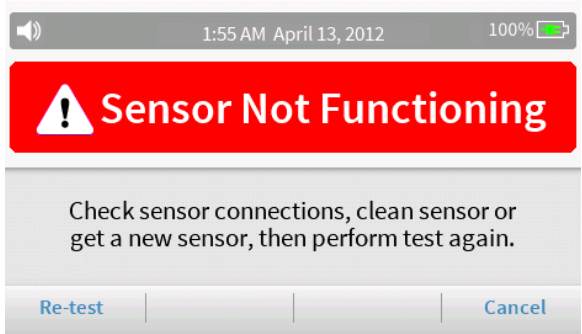 1:55 AM April 13, 2012 100%
Sensor Not Functioning
Check sensor connections, clean sensor or
get a new sensor, then perform test again.
Re-test Cancel